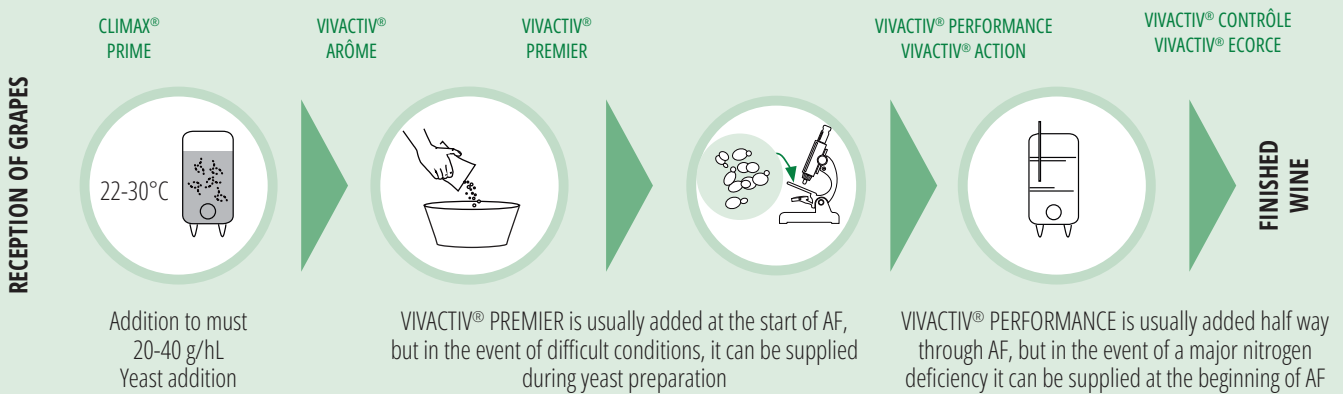 RECEPTION OF GRAPES
CLIMAX®
PRIME
VIVACTIV®
ARÔME
VIVACTIV®
PREMIER
VIVACTIV® PERFORMANCE
VIVACTIV® ACTION
VIVACTIV® CONTRÔLE
VIVACTIV® ECORCE
22-30°C
FINISHED
WINE
Addition to must
20-40 g/hL
Yeast addition
VIVACTIV® PREMIER is usually added at the start of AF,
but in the event of difficult conditions, it can be supplied
during yeast preparation
VIVACTIV® PERFORMANCE is usually added half way
through AF, but in the event of a major nitrogen
deficiency it can be supplied at the beginning of AF